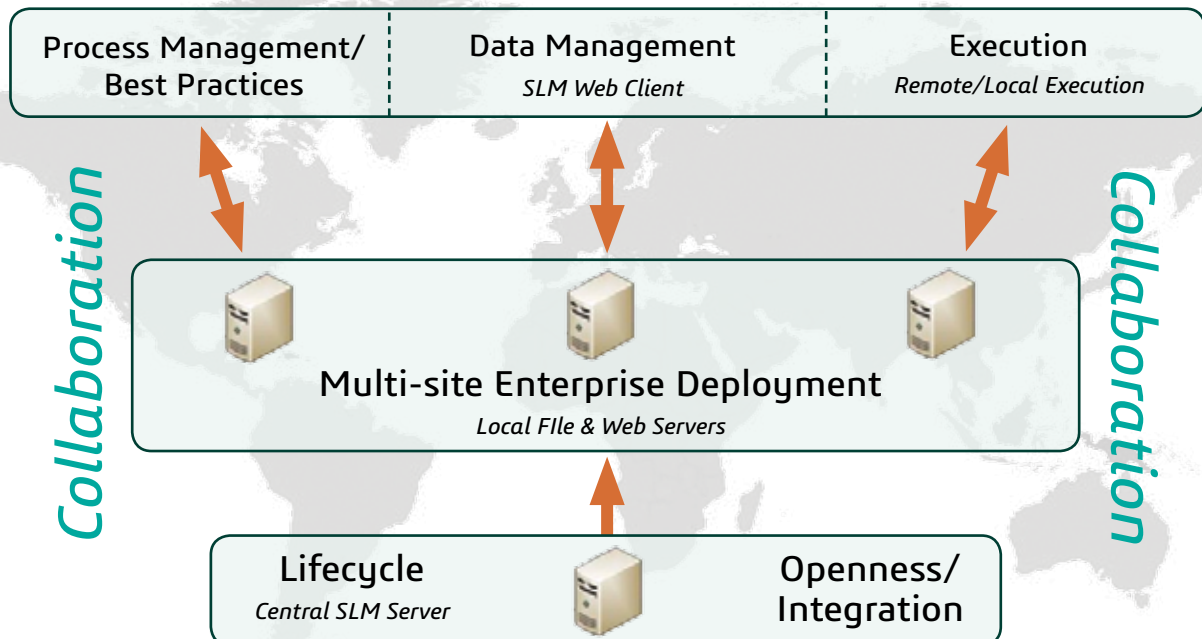 Process Management/
Best Practices
Data Management
SLM Web Client
Execution
Remote/Local Execution
Collaboration
Collaboration
Multi-site Enterprise Deployment
Local FIle & Web Servers
Lifecycle
Central SLM Server
Openness/
Integration